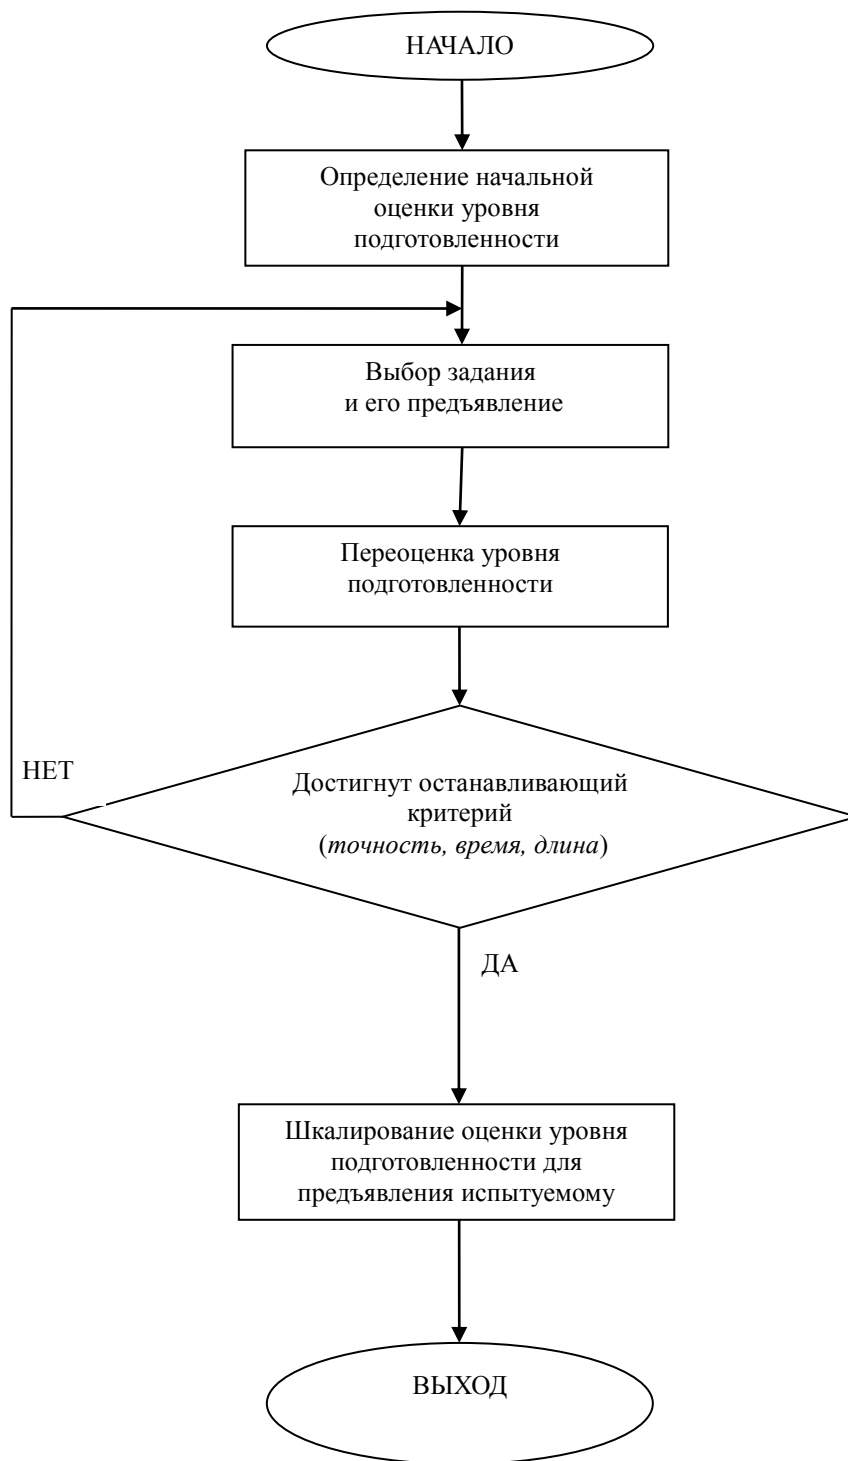 НАЧАЛО
Определение начальной
оценки уровня
подготовленности
Выбор задания
и его предъявление
Переоценка уровня
подготовленности
НЕТ
Достигнут останавливающий
критерий
(точность, время, длина)
ДА
Шкалирование оценки уровня
подготовленности для
предъявления испытуемому
ВЫХОД